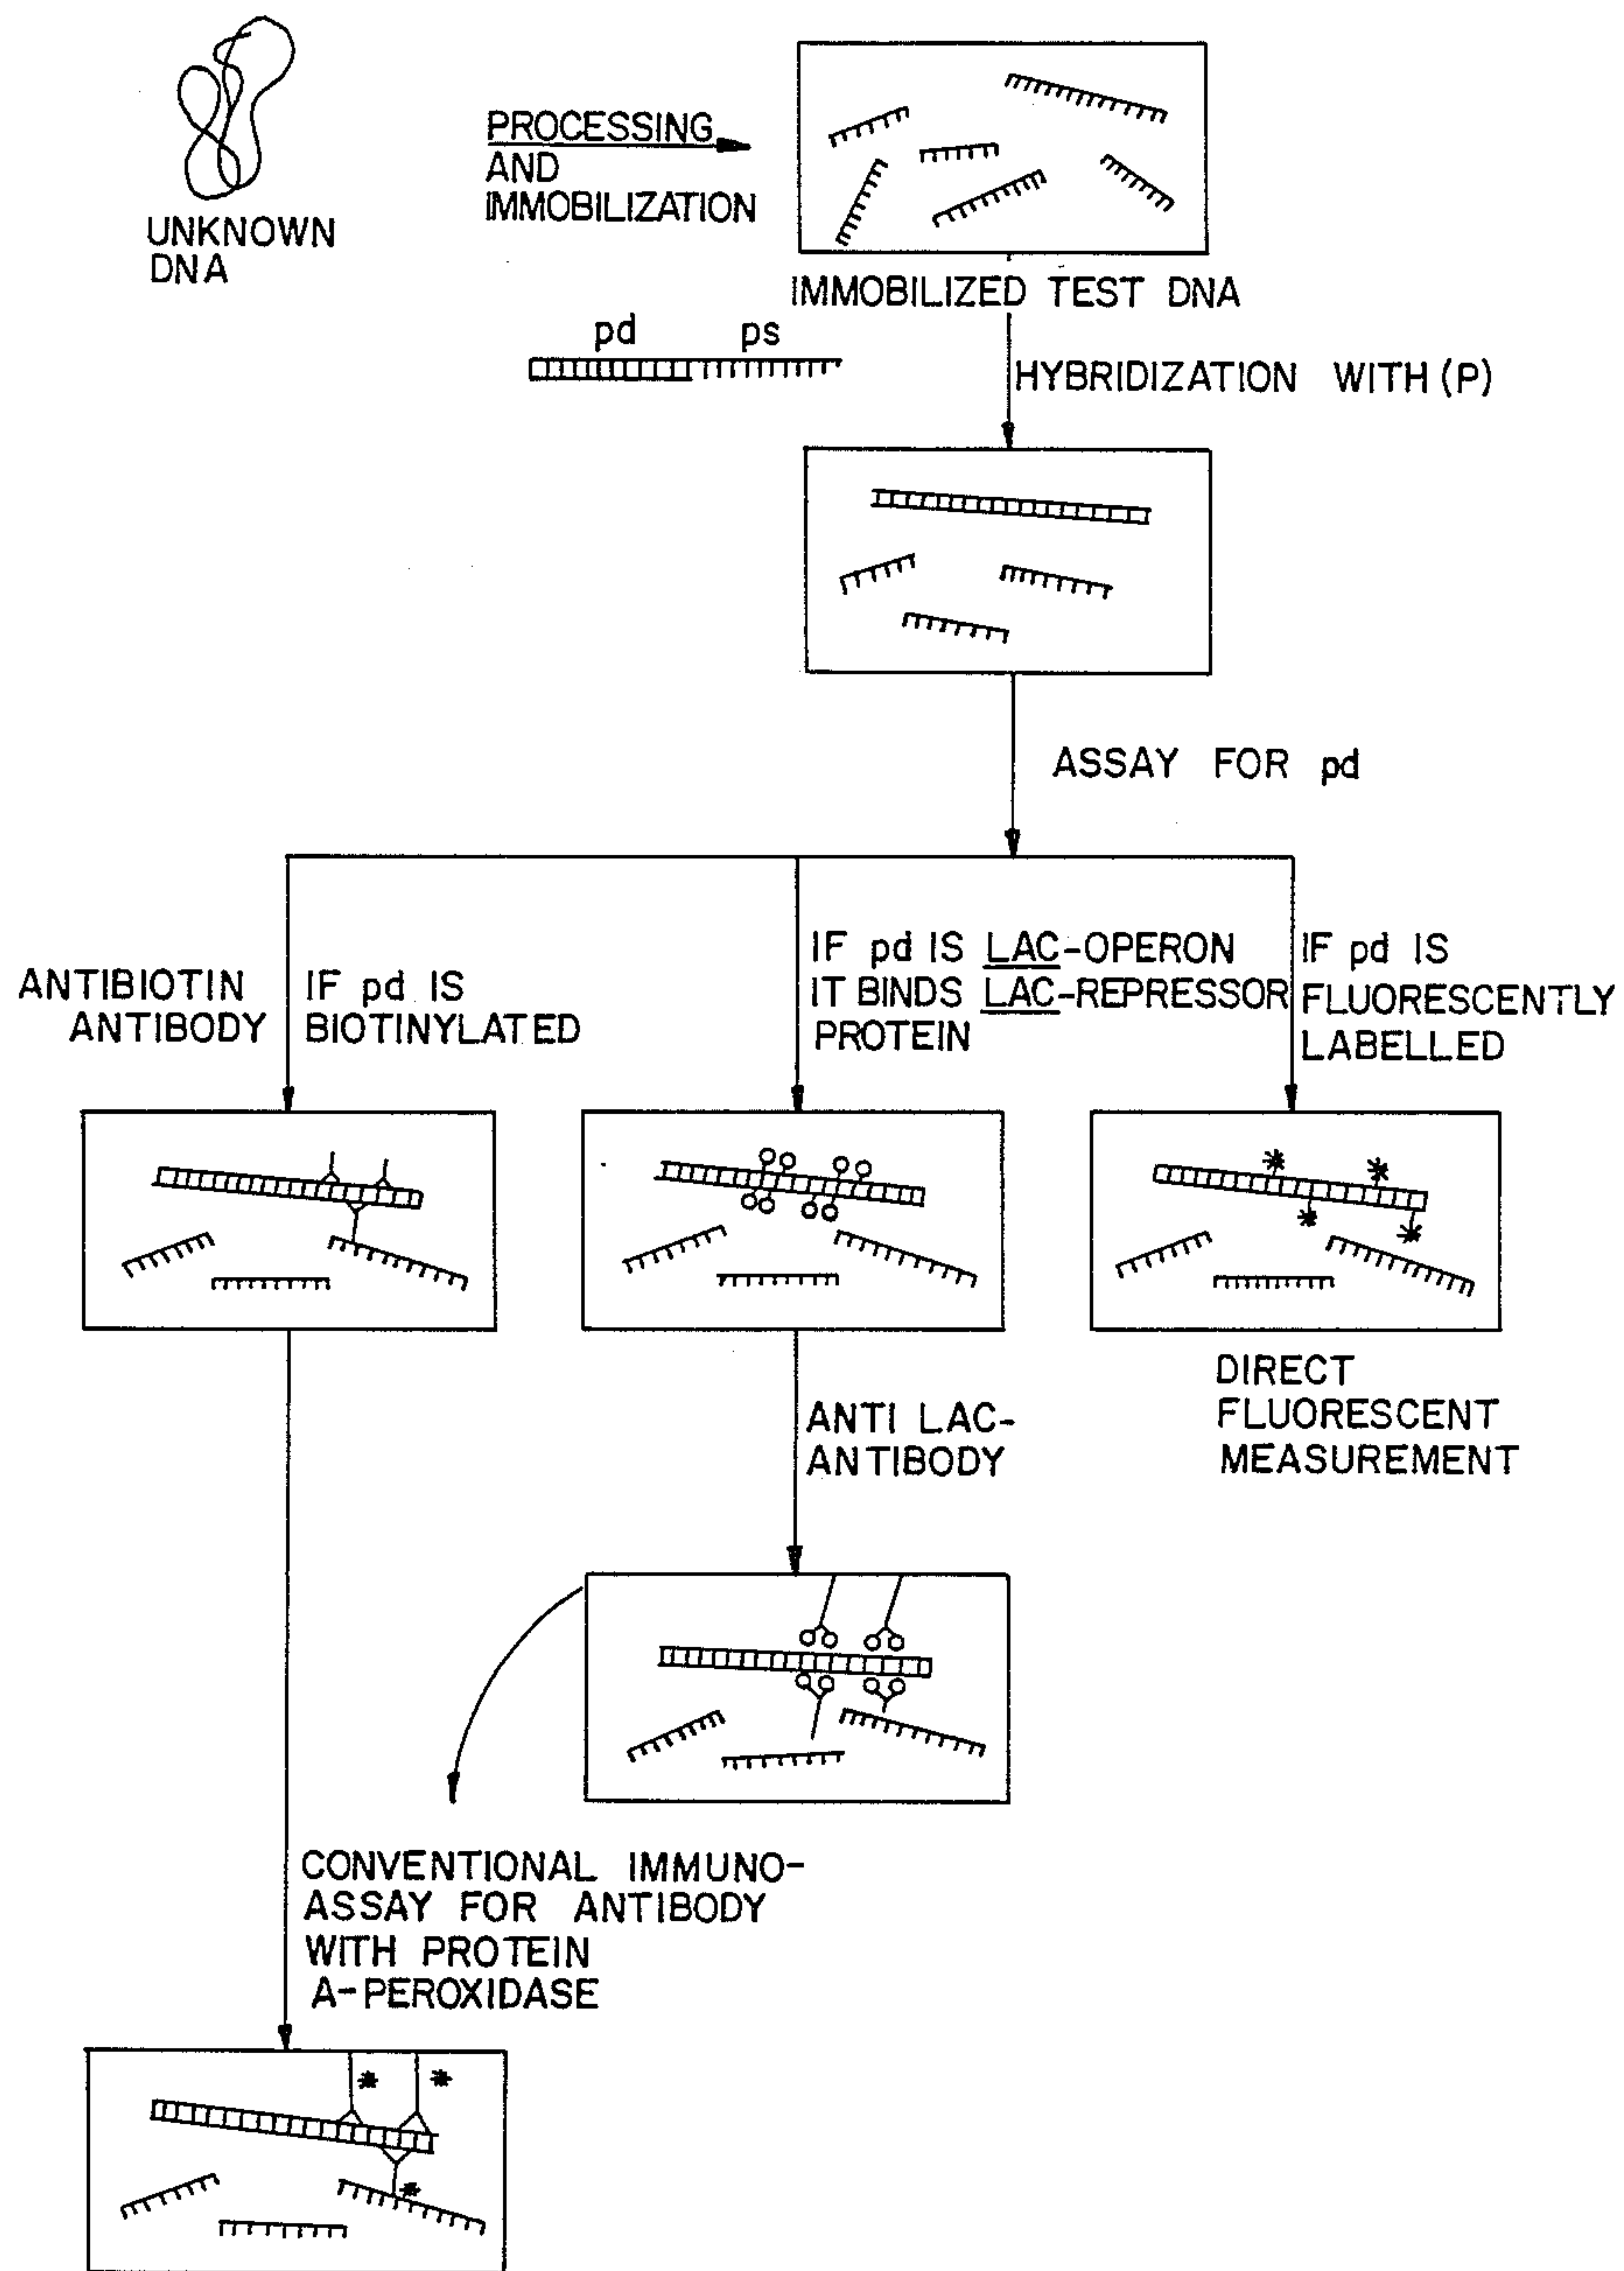 UNKNOWN
DNA
PROCESSING
AND
IMMOBILIZATION
IMMOBILIZED TEST DNA
pd ps
HYBRIDIZATION WITH (P)
ASSAY FOR pd
ANTIBIOTIN
ANTIBODY
IF pd IS
BIOTINYLATED
IF pd IS LAC-OPERON
IT BINDS LAC-REPRESSOR
PROTEIN
IF pd IS
FLUORESCENTLY
LABELLED
DIRECT
FLUORESCENT
MEASUREMENT
ANTI LAC-
ANTIBODY
CONVENTIONAL IMMUNO-
ASSAY FOR ANTIBODY
WITH PROTEIN
A-PEROXIDASE